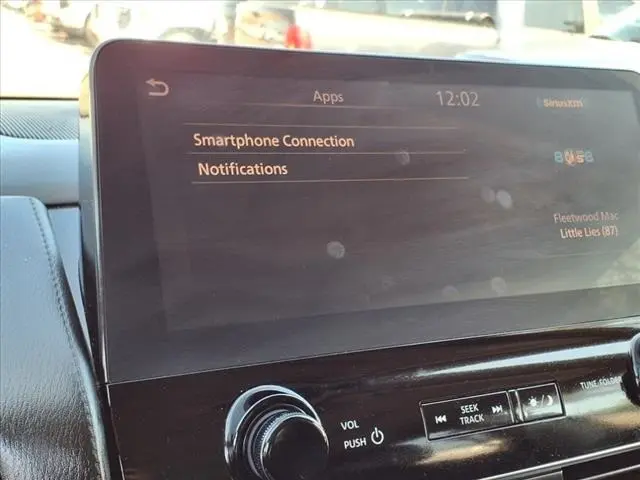 Apps
12:02
SiriusXM
Smartphone Connection
Notifications
Fleetwood Mac
Little Lies (87)
VOL
PUSH
SEEK
TRACK
TUNE·FOLDER